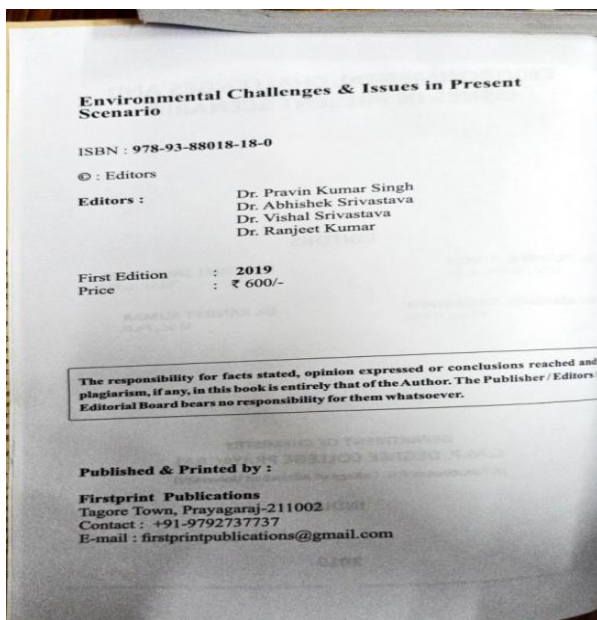 Environmental Challenges & Issues in Present
Scenario
ISBN : 978-93-88018-18-0
© : Editors
Editors : Dr. Pravin Kumar Singh
Dr. Abhishek Srivastava
Dr. Vishal Srivastava
Dr. Ranjeet Kumar
First Edition : 2019
Price : ₹ 600/-
The responsibility for facts stated, opinion expressed or conclusions reached and
plagiarism, if any, in this book is entirely that of the Author. The Publisher/Editors/
Editorial Board bears no responsibility for them whatsoever.
Published & Printed by :
Firstprint Publications
Tagore Town, Prayagaraj-211002
Contact : +91-9792737737
E-mail : firstprintpublications@gmail.com